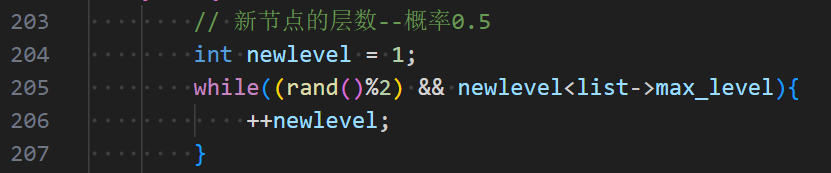 203 // 新节点的层数--概率0.5
204 int newlevel = 1;
205 while((rand()%2) && newlevel<list->max_level){
206 ++newlevel;
207 }